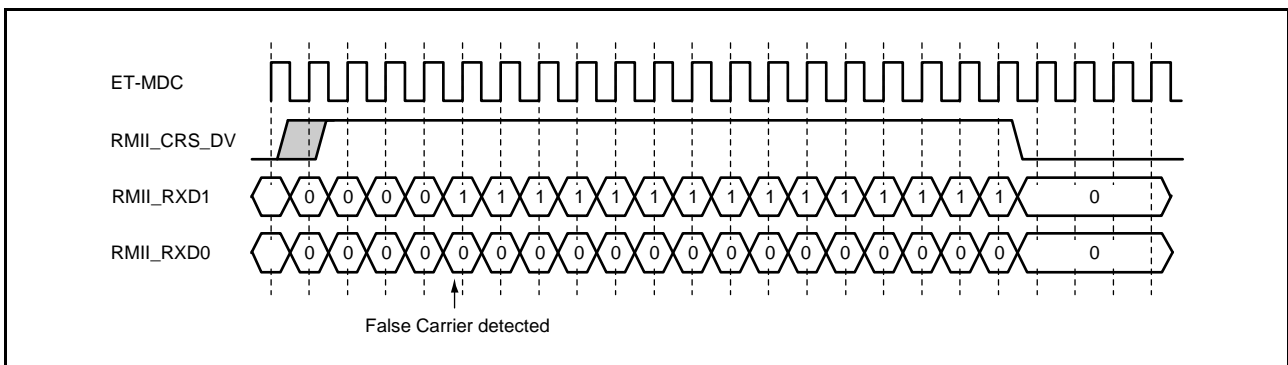 ET-MDC
RMII_CRS_DV
RMII_RXD1 0 0 0 0 1 1 1 1 1 1 1 1 1 1 1 1 1 1 1 0
RMII_RXD0 0 0 0 0 0 0 0 0 0 0 0 0 0 0 0 0 0 0 0 0
False Carrier detected